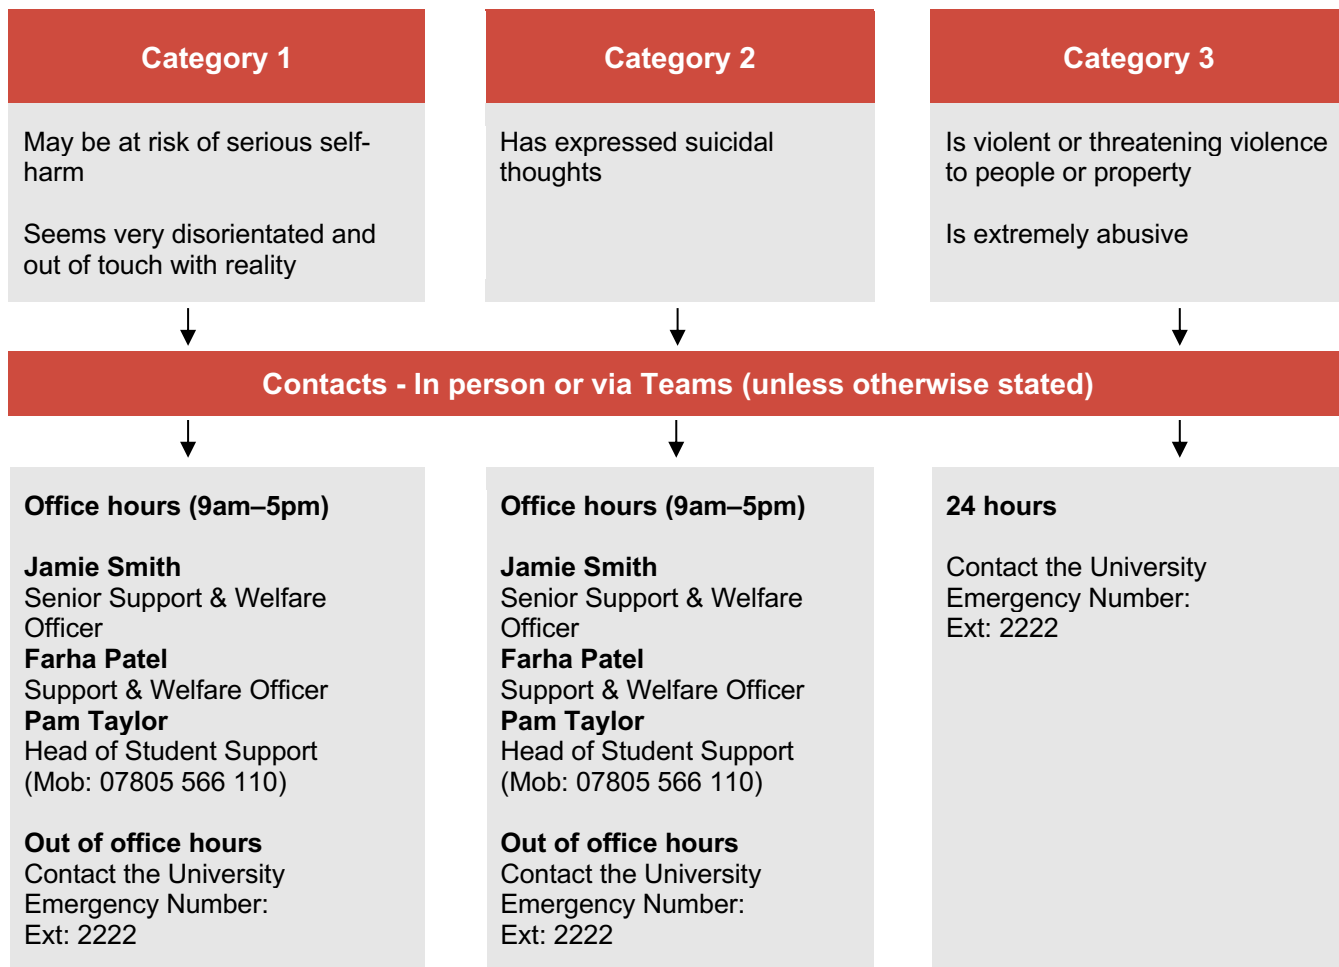 Category 1
May be at risk of serious self-
harm
Seems very disorientated and
out of touch with reality
Category 2
Has expressed suicidal
thoughts
Category 3
Is violent or threatening violence
to people or property
Is extremely abusive
Contacts - In person or via Teams (unless otherwise stated)
Office hours (9am–5pm)
Jamie Smith
Senior Support & Welfare
Officer
Farha Patel
Support & Welfare Officer
Pam Taylor
Head of Student Support
(Mob: 07805 566 110)
Out of office hours
Contact the University
Emergency Number:
Ext: 2222
Office hours (9am–5pm)
Jamie Smith
Senior Support & Welfare
Officer
Farha Patel
Support & Welfare Officer
Pam Taylor
Head of Student Support
(Mob: 07805 566 110)
Out of office hours
Contact the University
Emergency Number:
Ext: 2222
24 hours
Contact the University
Emergency Number:
Ext: 2222